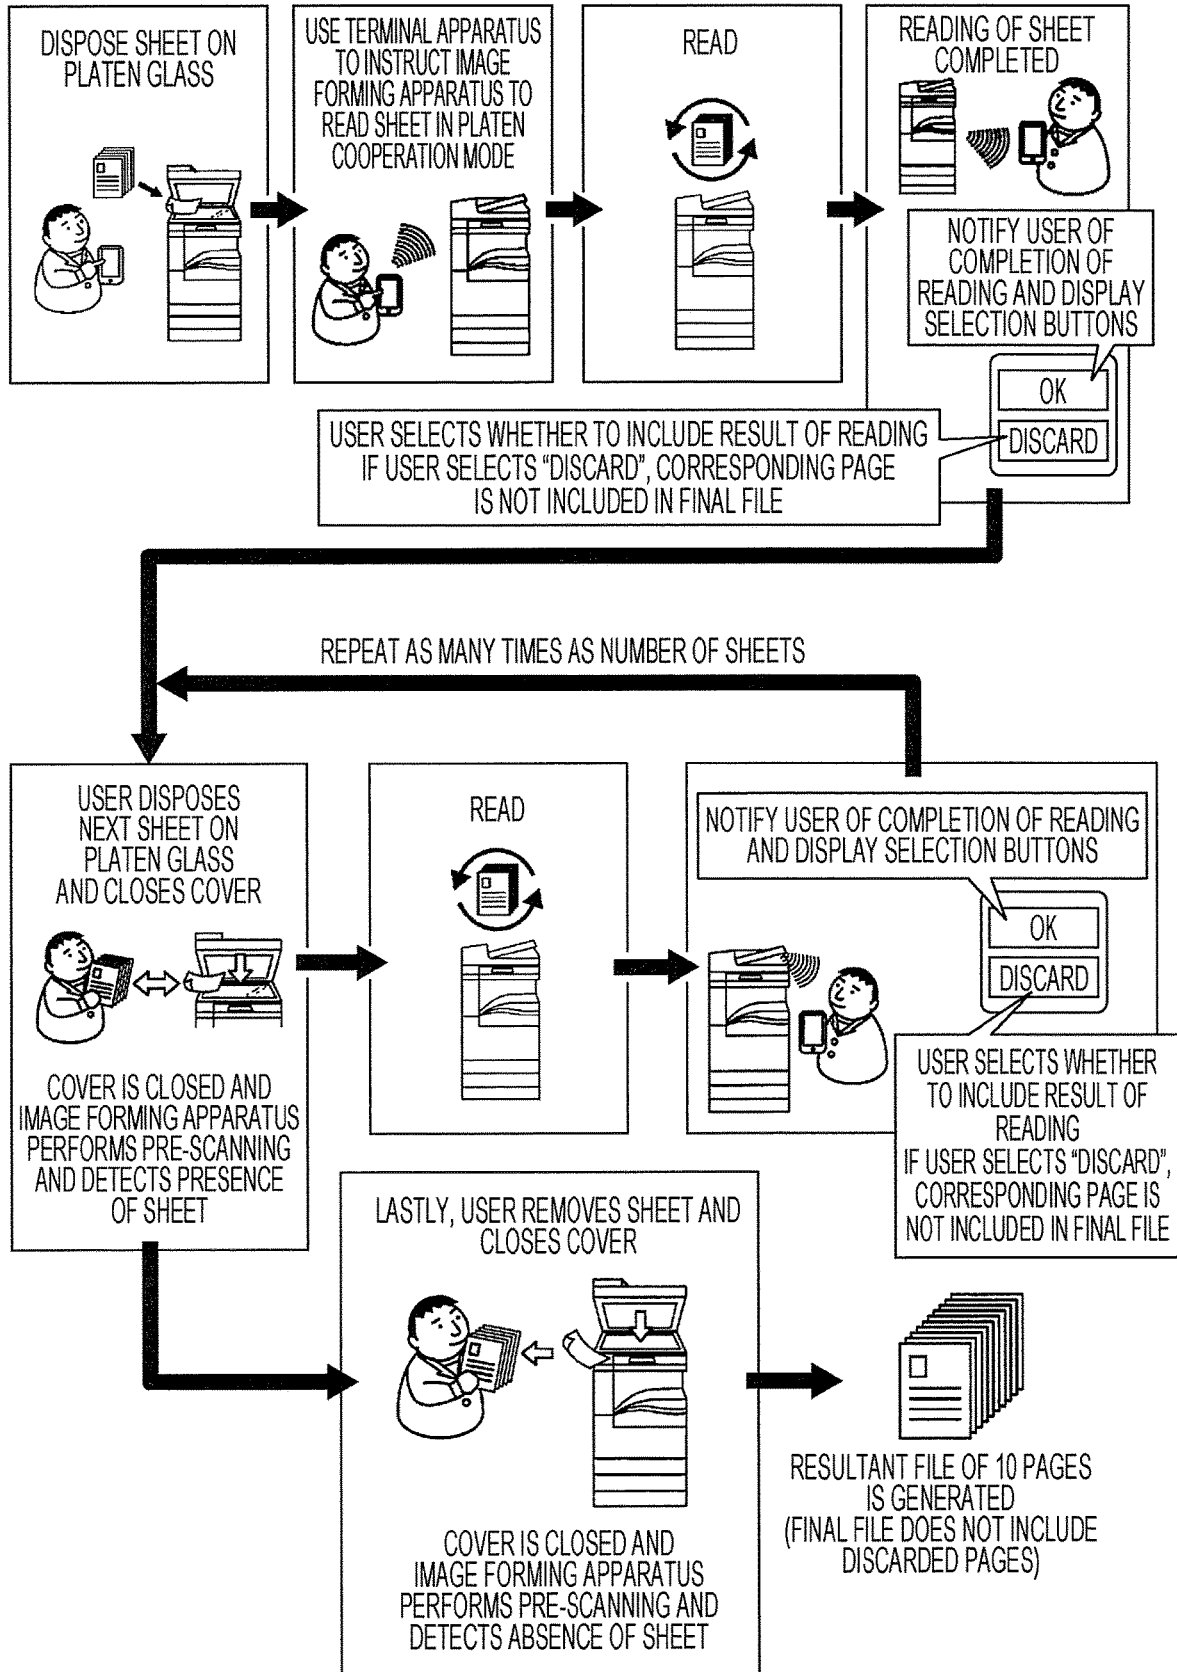 DISPOSE SHEET ON
PLATEN GLASS
USE TERMINAL APPARATUS
TO INSTRUCT IMAGE
FORMING APPARATUS TO
READ SHEET IN PLATEN
COOPERATION MODE
READ
READING OF SHEET
COMPLETED
NOTIFY USER OF
COMPLETION OF
READING AND DISPLAY
SELECTION BUTTONS
OK
DISCARD
USER SELECTS WHETHER TO INCLUDE RESULT OF READING
IF USER SELECTS “DISCARD”, CORRESPONDING PAGE
IS NOT INCLUDED IN FINAL FILE
REPEAT AS MANY TIMES AS NUMBER OF SHEETS
USER DISPOSES
NEXT SHEET ON
PLATEN GLASS
AND CLOSES COVER
COVER IS CLOSED AND
IMAGE FORMING APPARATUS
PERFORMS PRE-SCANNING
AND DETECTS PRESENCE
OF SHEET
READ
NOTIFY USER OF COMPLETION OF READING
AND DISPLAY SELECTION BUTTONS
OK
DISCARD
USER SELECTS WHETHER
TO INCLUDE RESULT OF
READING
IF USER SELECTS “DISCARD”,
CORRESPONDING PAGE IS
NOT INCLUDED IN FINAL FILE
LASTLY, USER REMOVES SHEET AND
CLOSES COVER
COVER IS CLOSED AND
IMAGE FORMING APPARATUS
PERFORMS PRE-SCANNING AND
DETECTS ABSENCE OF SHEET
RESULTANT FILE OF 10 PAGES
IS GENERATED
(FINAL FILE DOES NOT INCLUDE
DISCARDED PAGES)